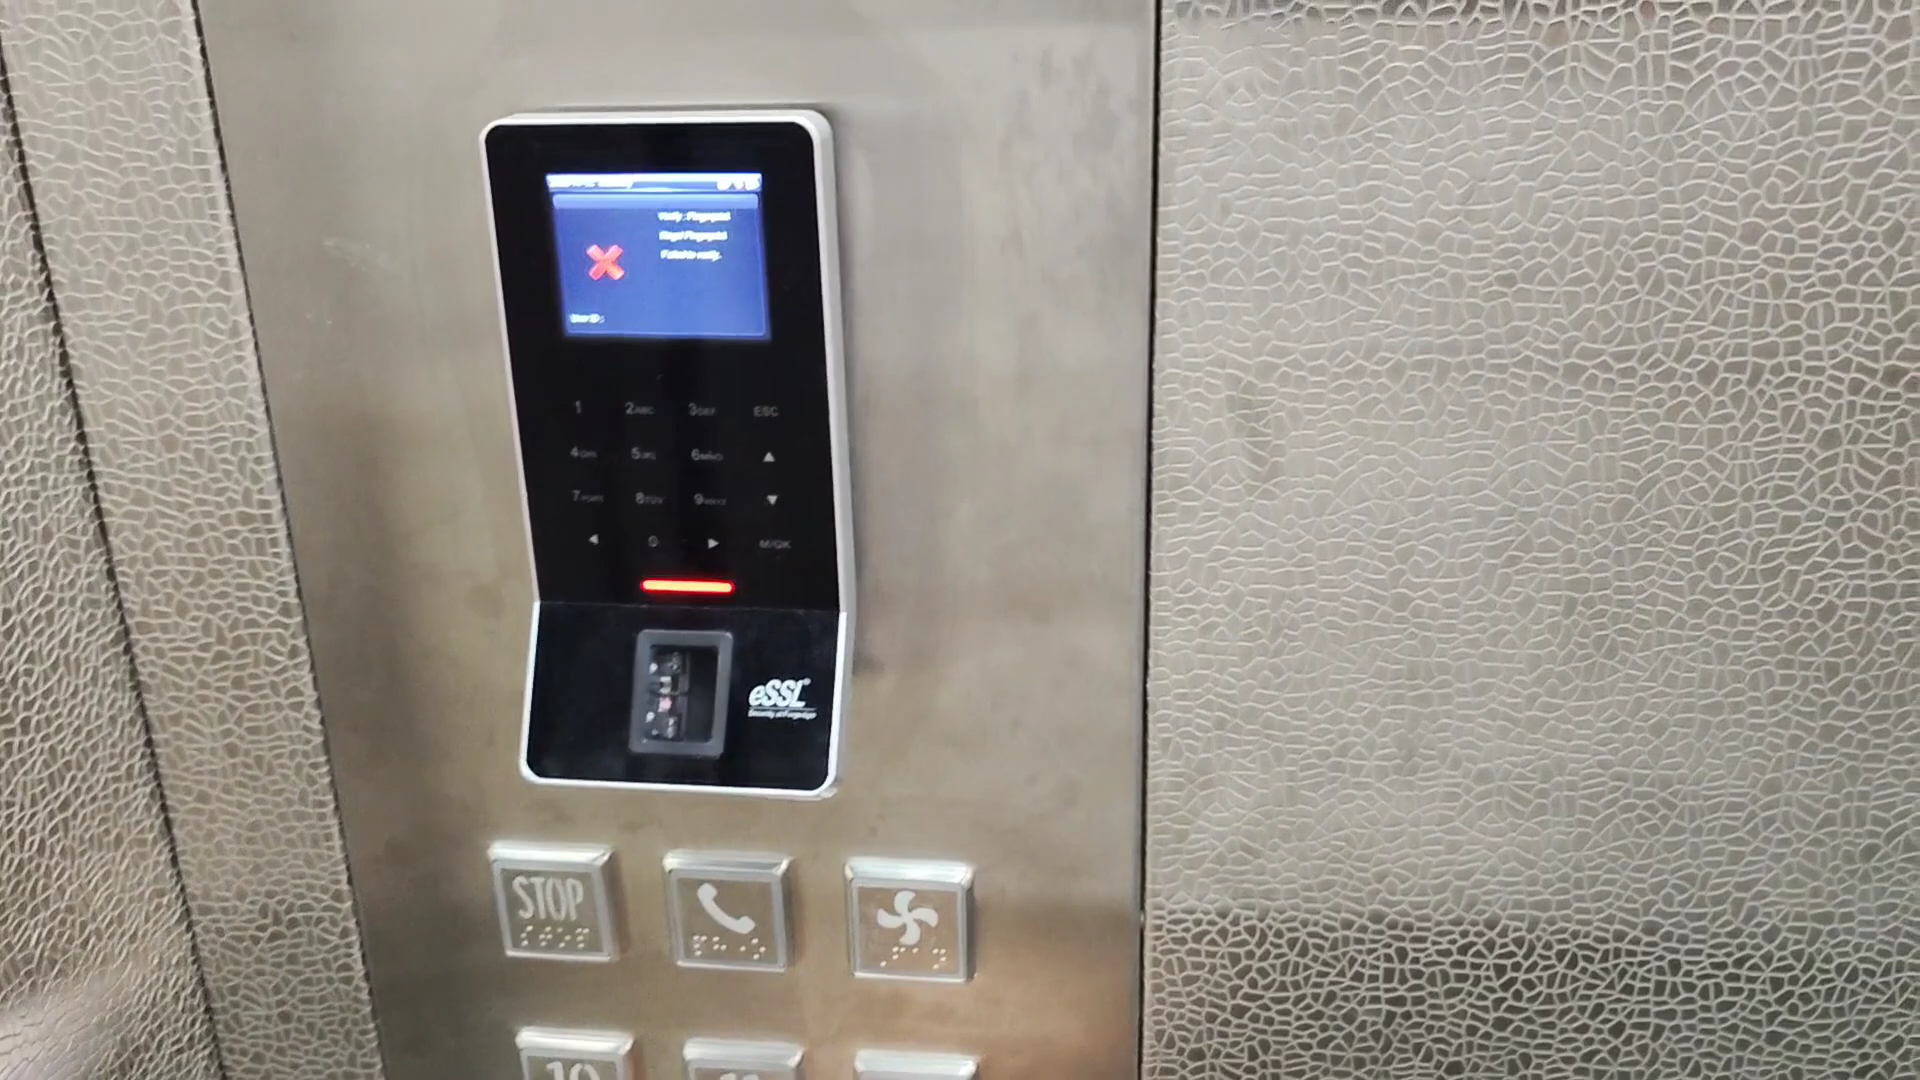 Verify : Fingerprint
Illegal Fingerprint
Failed to verify.
User ID :
1 2ABC 3DEF ESC
4GHI 5JKL 6MNO
7PQRS 8TUV 9WXYZ
0 M/OK
eSSL
STOP
10